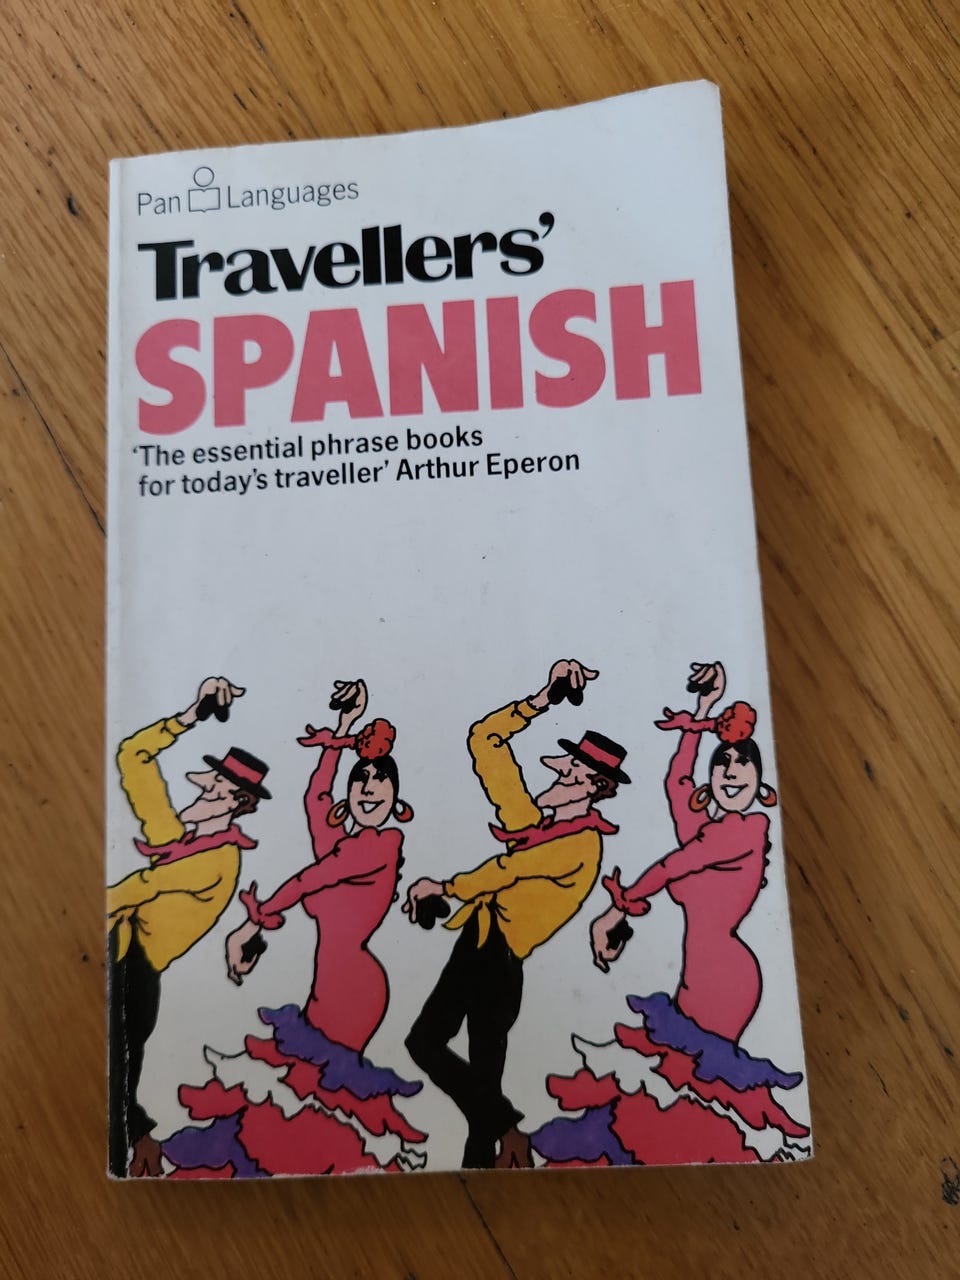 Pan Languages
Travellers’
SPANISH
‘The essential phrase books
for today’s traveller’ Arthur Eperon